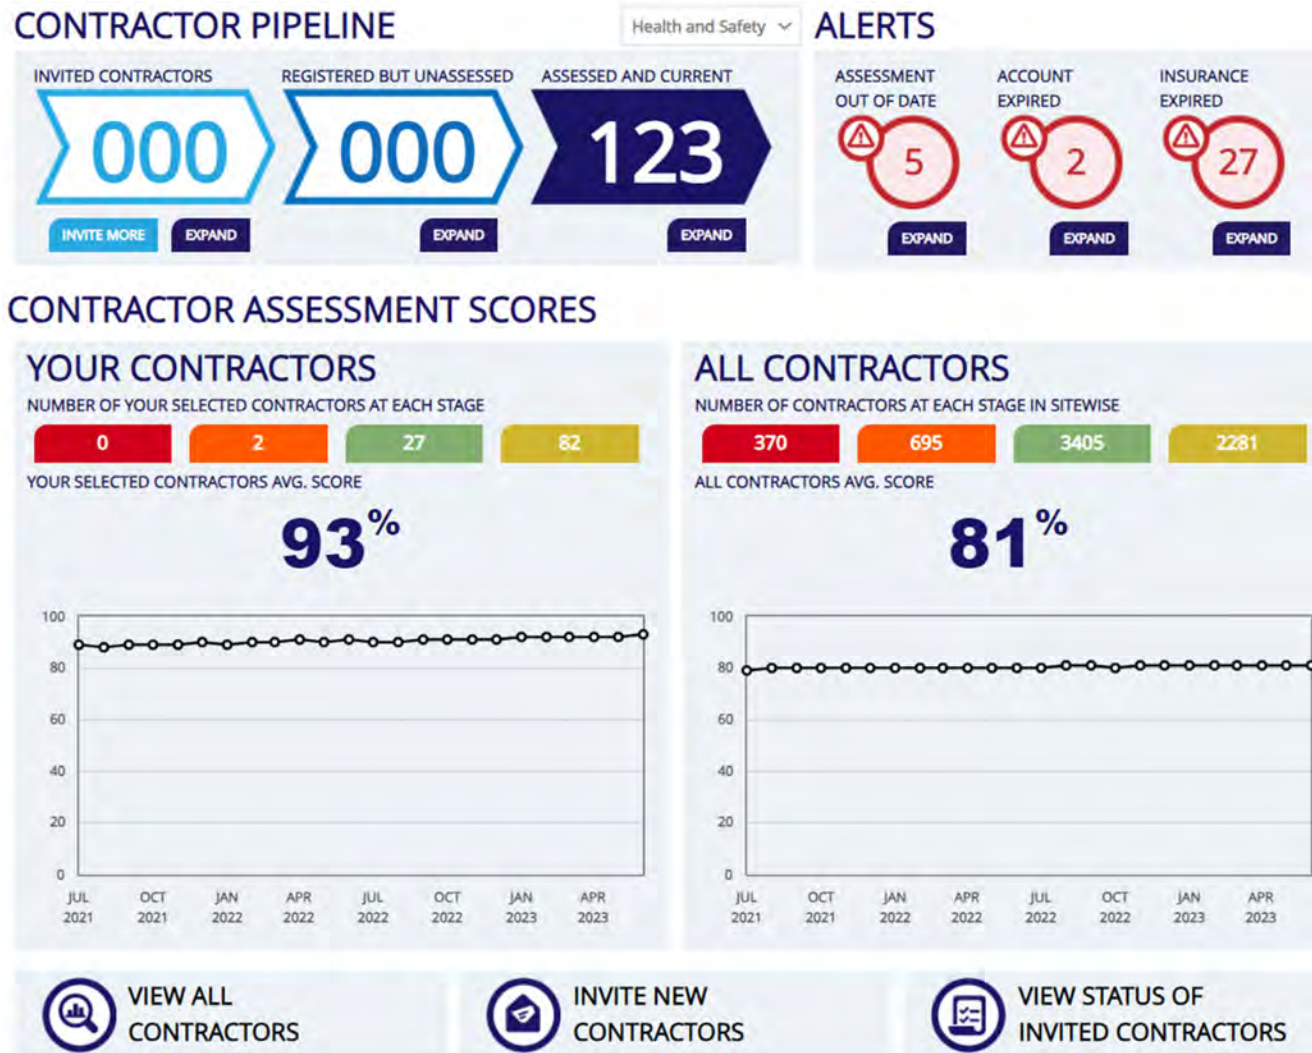 CONTRACTOR PIPELINE
Health and Safety
INVITED CONTRACTORS
REGISTERED BUT UNASSESSED
ASSESSED AND CURRENT
000
000
123
INVITE MORE
EXPAND
EXPAND
EXPAND
ALERTS
ASSESSMENT
OUT OF DATE
ACCOUNT
EXPIRED
INSURANCE
EXPIRED
5
2
27
EXPAND
EXPAND
EXPAND
CONTRACTOR ASSESSMENT SCORES
YOUR CONTRACTORS
NUMBER OF YOUR SELECTED CONTRACTORS AT EACH STAGE
0
2
27
82
YOUR SELECTED CONTRACTORS AVG. SCORE
93%
100
80
60
40
20
0
JUL OCT JAN APR JUL OCT JAN APR
2021 2021 2022 2022 2022 2022 2023 2023
ALL CONTRACTORS
NUMBER OF CONTRACTORS AT EACH STAGE IN SITEWISE
370
695
3405
2281
ALL CONTRACTORS AVG. SCORE
81%
100
80
60
40
20
0
JUL OCT JAN APR JUL OCT JAN APR
2021 2021 2022 2022 2022 2022 2023 2023
VIEW ALL
CONTRACTORS
INVITE NEW
CONTRACTORS
VIEW STATUS OF
INVITED CONTRACTORS